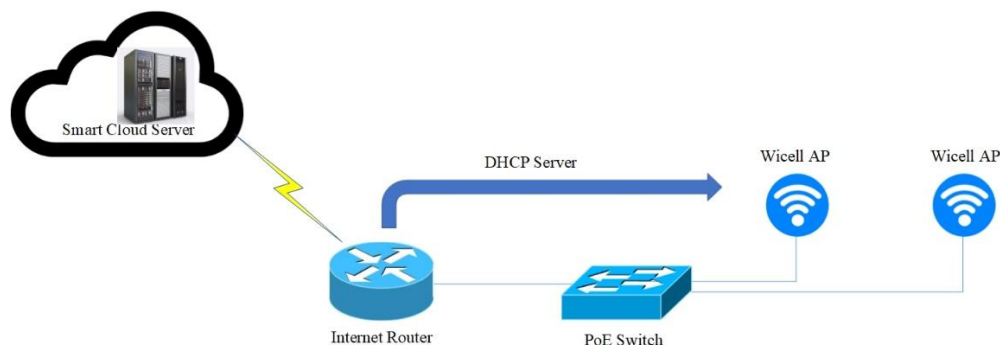 Smart Cloud Server
DHCP Server
Wicell AP
Wicell AP
Internet Router
PoE Switch